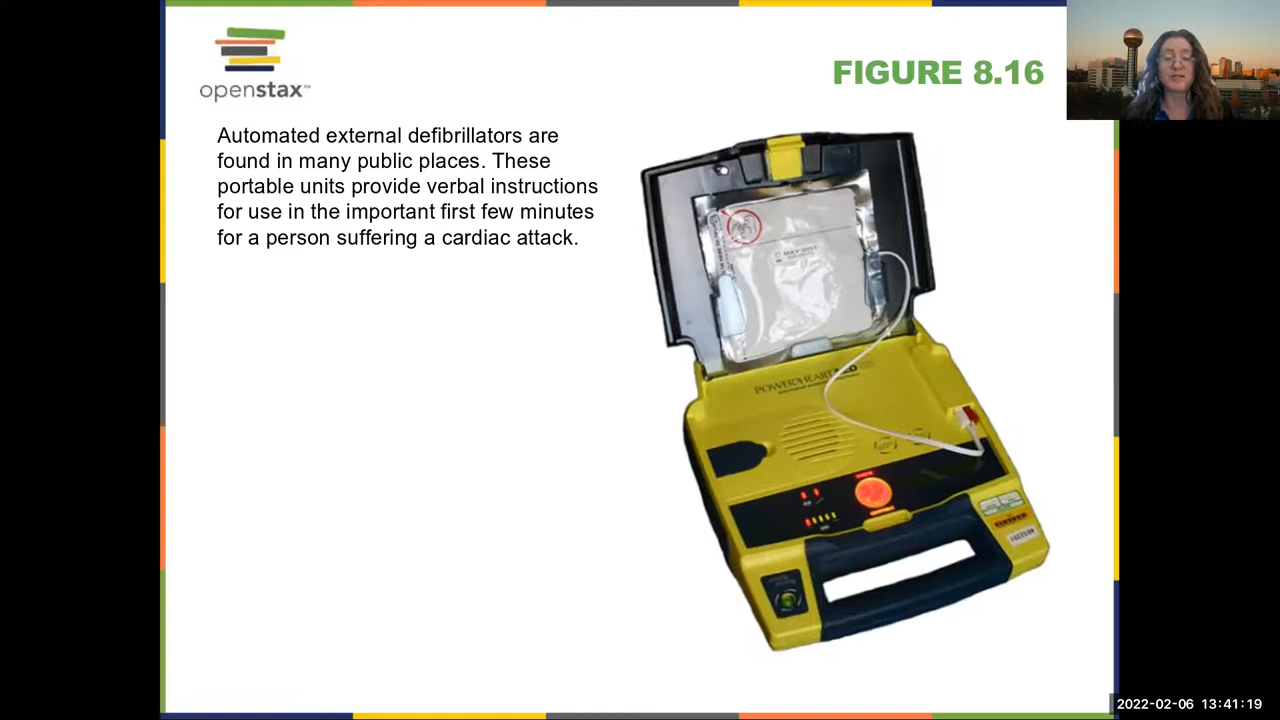 openstax™
FIGURE 8.16
Automated external defibrillators are
found in many public places. These
portable units provide verbal instructions
for use in the important first few minutes
for a person suffering a cardiac attack.
POWERHEART
2022-02-06 13:41:19